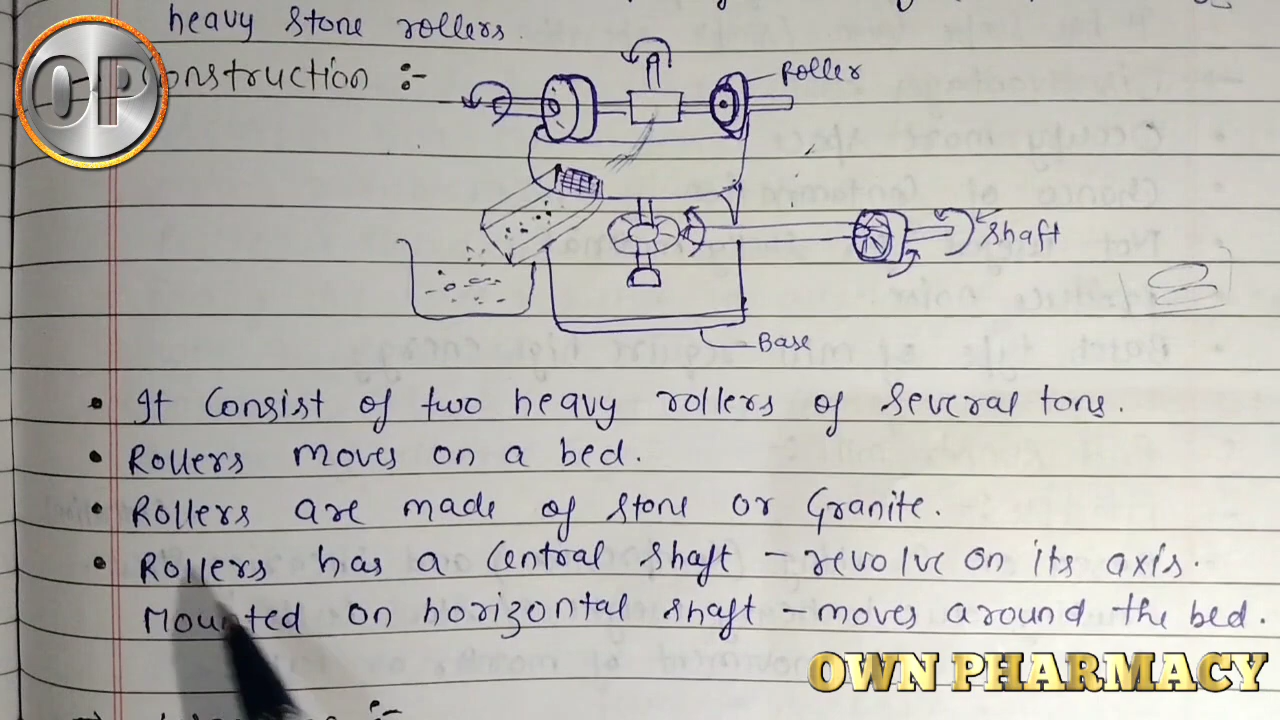 heavy stone rollers.
OP
Construction :-
Roller
shaft
Base
• It Consist of two heavy rollers of several tons.
• Rollers moves on a bed.
• Rollers are made of stone or Granite.
• Rollers has a Central shaft - revolve on its axis.
Mounted on horizontal shaft - moves around the bed.
OWN PHARMACY